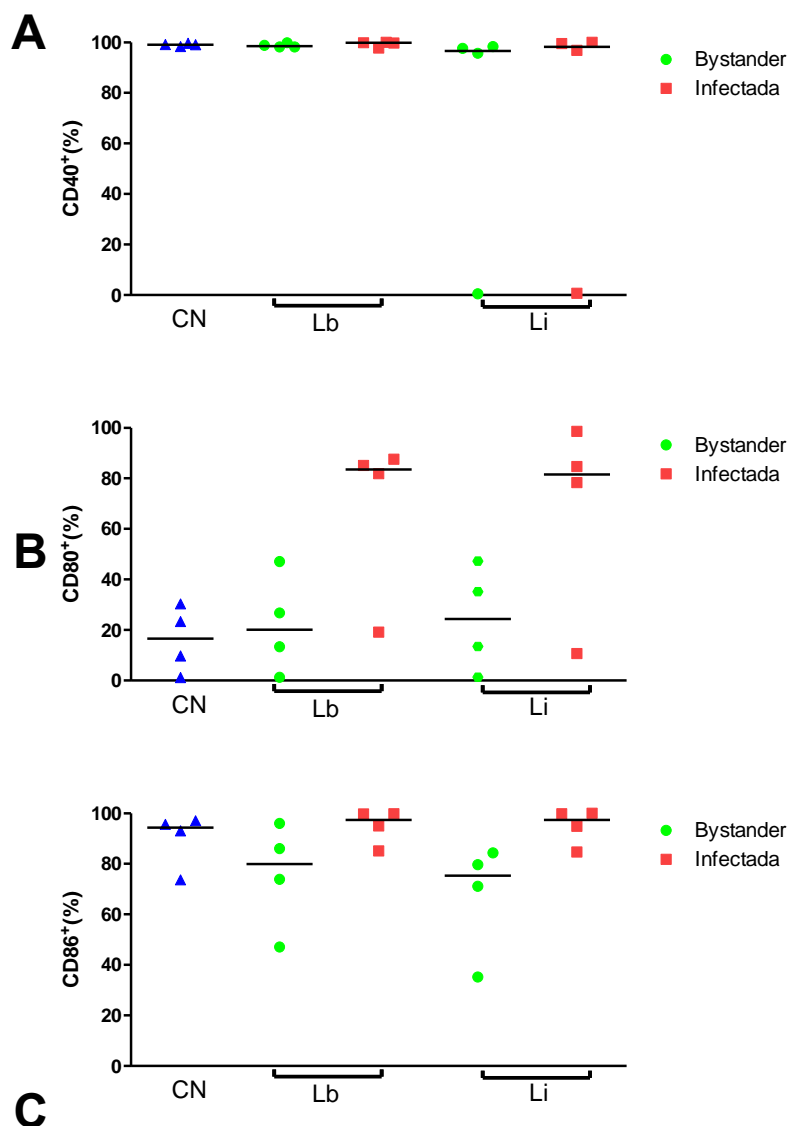 A
100
80
60
40
20
0
CD40+(%)
CN
Lb
Li
Bystander
Infectada
B
100
80
60
40
20
0
CD80+(%)
CN
Lb
Li
Bystander
Infectada
C
100
80
60
40
20
0
CD86+(%)
CN
Lb
Li
Bystander
Infectada